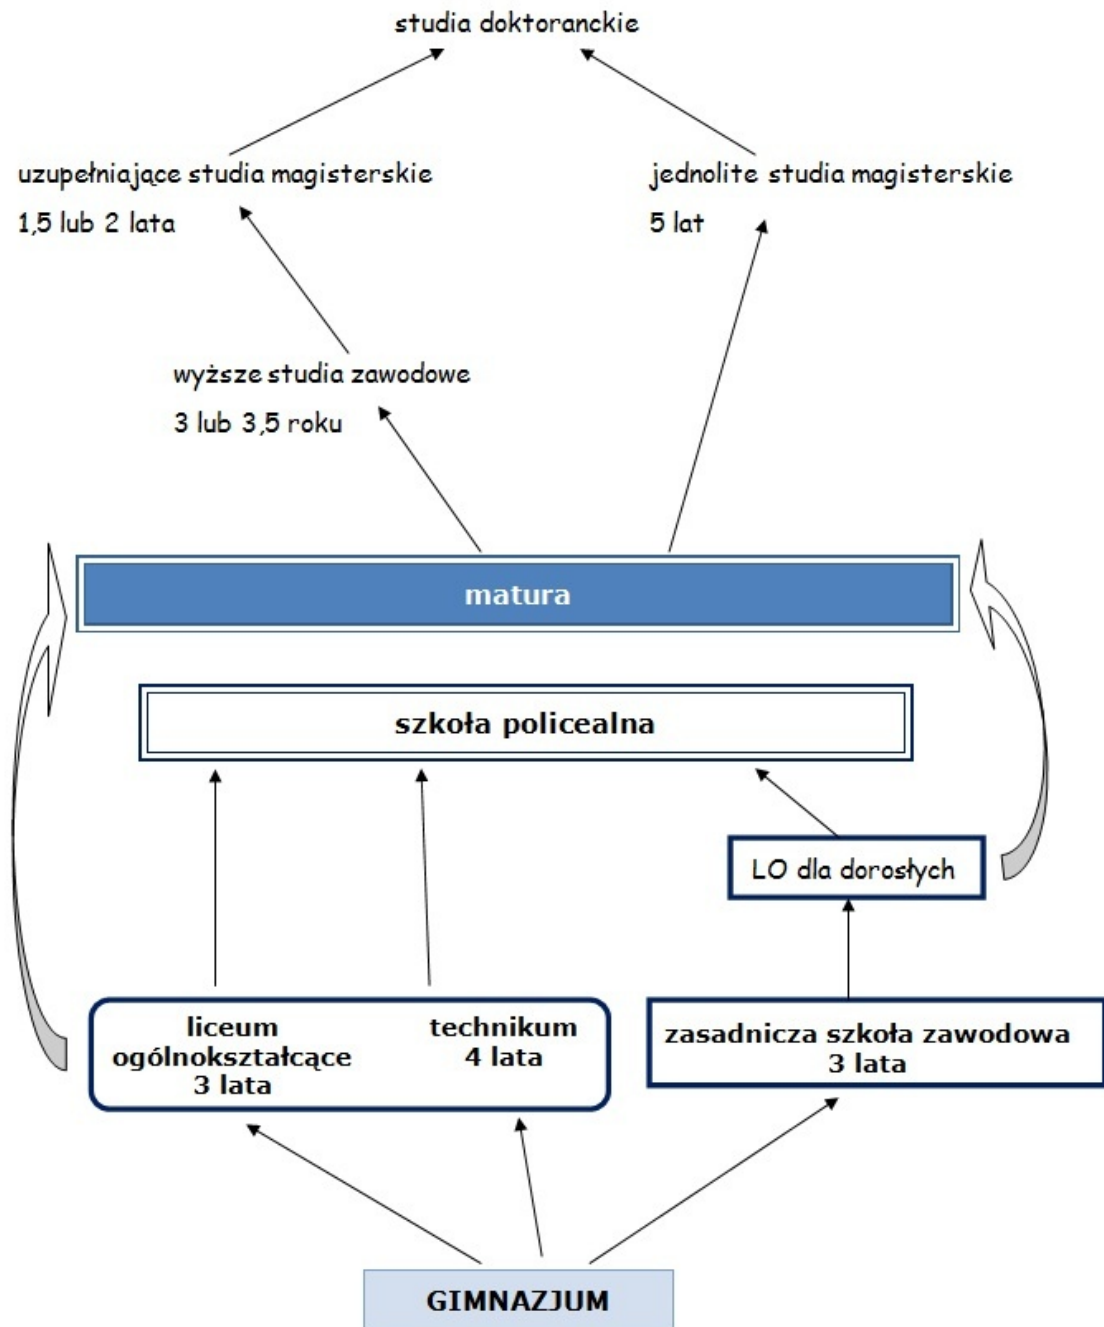 studia doktoranckie
uzupełniające studia magisterskie
1,5 lub 2 lata
jednolite studia magisterskie
5 lat
wyższe studia zawodowe
3 lub 3,5 roku
matura
szkoła policealna
LO dla dorosłych
liceum
ogólnokształcące
3 lata
technikum
4 lata
zasadnicza szkoła zawodowa
3 lata
GIMNAZJUM